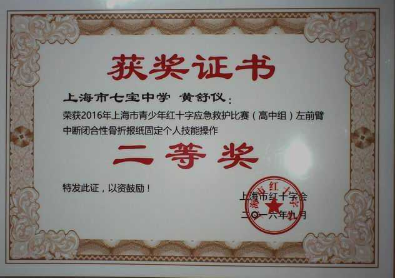 获奖证书
上海市七宝中学 黄舒仪：
荣获2016年上海市青少年红十字应急救护比赛（高中组）左前臂
中断闭合性骨折报纸固定个人技能操作
二等奖
特发此证，以资鼓励！
上海市红十字会
二〇一六年九月